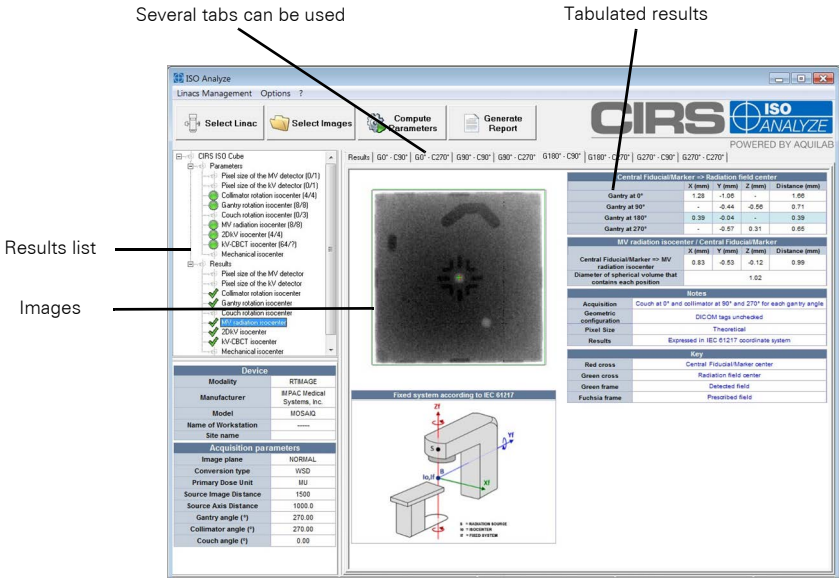 Several tabs can be used
Tabulated results
Results list
Images
ISO Analyze
Linacs Management Options ?
Select Linac
Select Images
Compute Parameters
Generate Report
CIRS ISO ANALYZE
POWERED BY AQUILAB
CIRS ISO Cube
Parameters
Pixel size of the MV detector (0/1)
Pixel size of the kV detector (0/1)
Collimator rotation isocenter (4/4)
Gantry rotation isocenter (8/8)
Couch rotation isocenter (0/3)
MV radiation isocenter (8/8)
2DkV isocenter (4/4)
kV-CBCT isocenter (64/?)
Mechanical isocenter
Results
Pixel size of the MV detector
Pixel size of the kV detector
Collimator rotation isocenter
Gantry rotation isocenter
Couch rotation isocenter
MV radiation isocenter
2DkV isocenter
kV-CBCT isocenter
Mechanical isocenter
Device
Modality RTIMAGE
Manufacturer IMPAC Medical Systems, Inc.
Model MOSAIQ
Name of Workstation ------
Site name
Acquisition parameters
Image plane NORMAL
Conversion type WSD
Primary Dose Unit MU
Source Image Distance 1500
Source Axis Distance 1000.0
Gantry angle (°) 270.00
Collimator angle (°) 270.00
Couch angle (°) 0.00
Results G0° - C90° G0° - C270° G90° - C90° G90° - C270° G180° - C90° G180° - C270° G270° - C90° G270° - C270°
Fixed system according to IEC 61217
Zf
Yf
S
B
Io,If
Xf
S = RADIATION SOURCE
Io = ISOCENTER
If = FIXED SYSTEM
Central Fiducial/Marker => Radiation field center
X (mm) Y (mm) Z (mm) Distance (mm)
Gantry at 0° 1.28 -1.06 - 1.66
Gantry at 90° - -0.44 -0.56 0.71
Gantry at 180° 0.39 -0.04 - 0.39
Gantry at 270° - -0.57 0.31 0.65
MV radiation isocenter / Central Fiducial/Marker
X (mm) Y (mm) Z (mm) Distance (mm)
Central Fiducial/Marker => MV radiation isocenter 0.83 -0.53 -0.12 0.99
Diameter of spherical volume that contains each position 1.02
Notes
Acquisition Couch at 0° and collimator at 90° and 270° for each gantry angle
Geometric configuration DICOM tags unchecked
Pixel Size Theoretical
Results Expressed in IEC 61217 coordinate system
Key
Red cross Central Fiducial/Marker center
Green cross Radiation field center
Green frame Detected field
Fuchsia frame Prescribed field